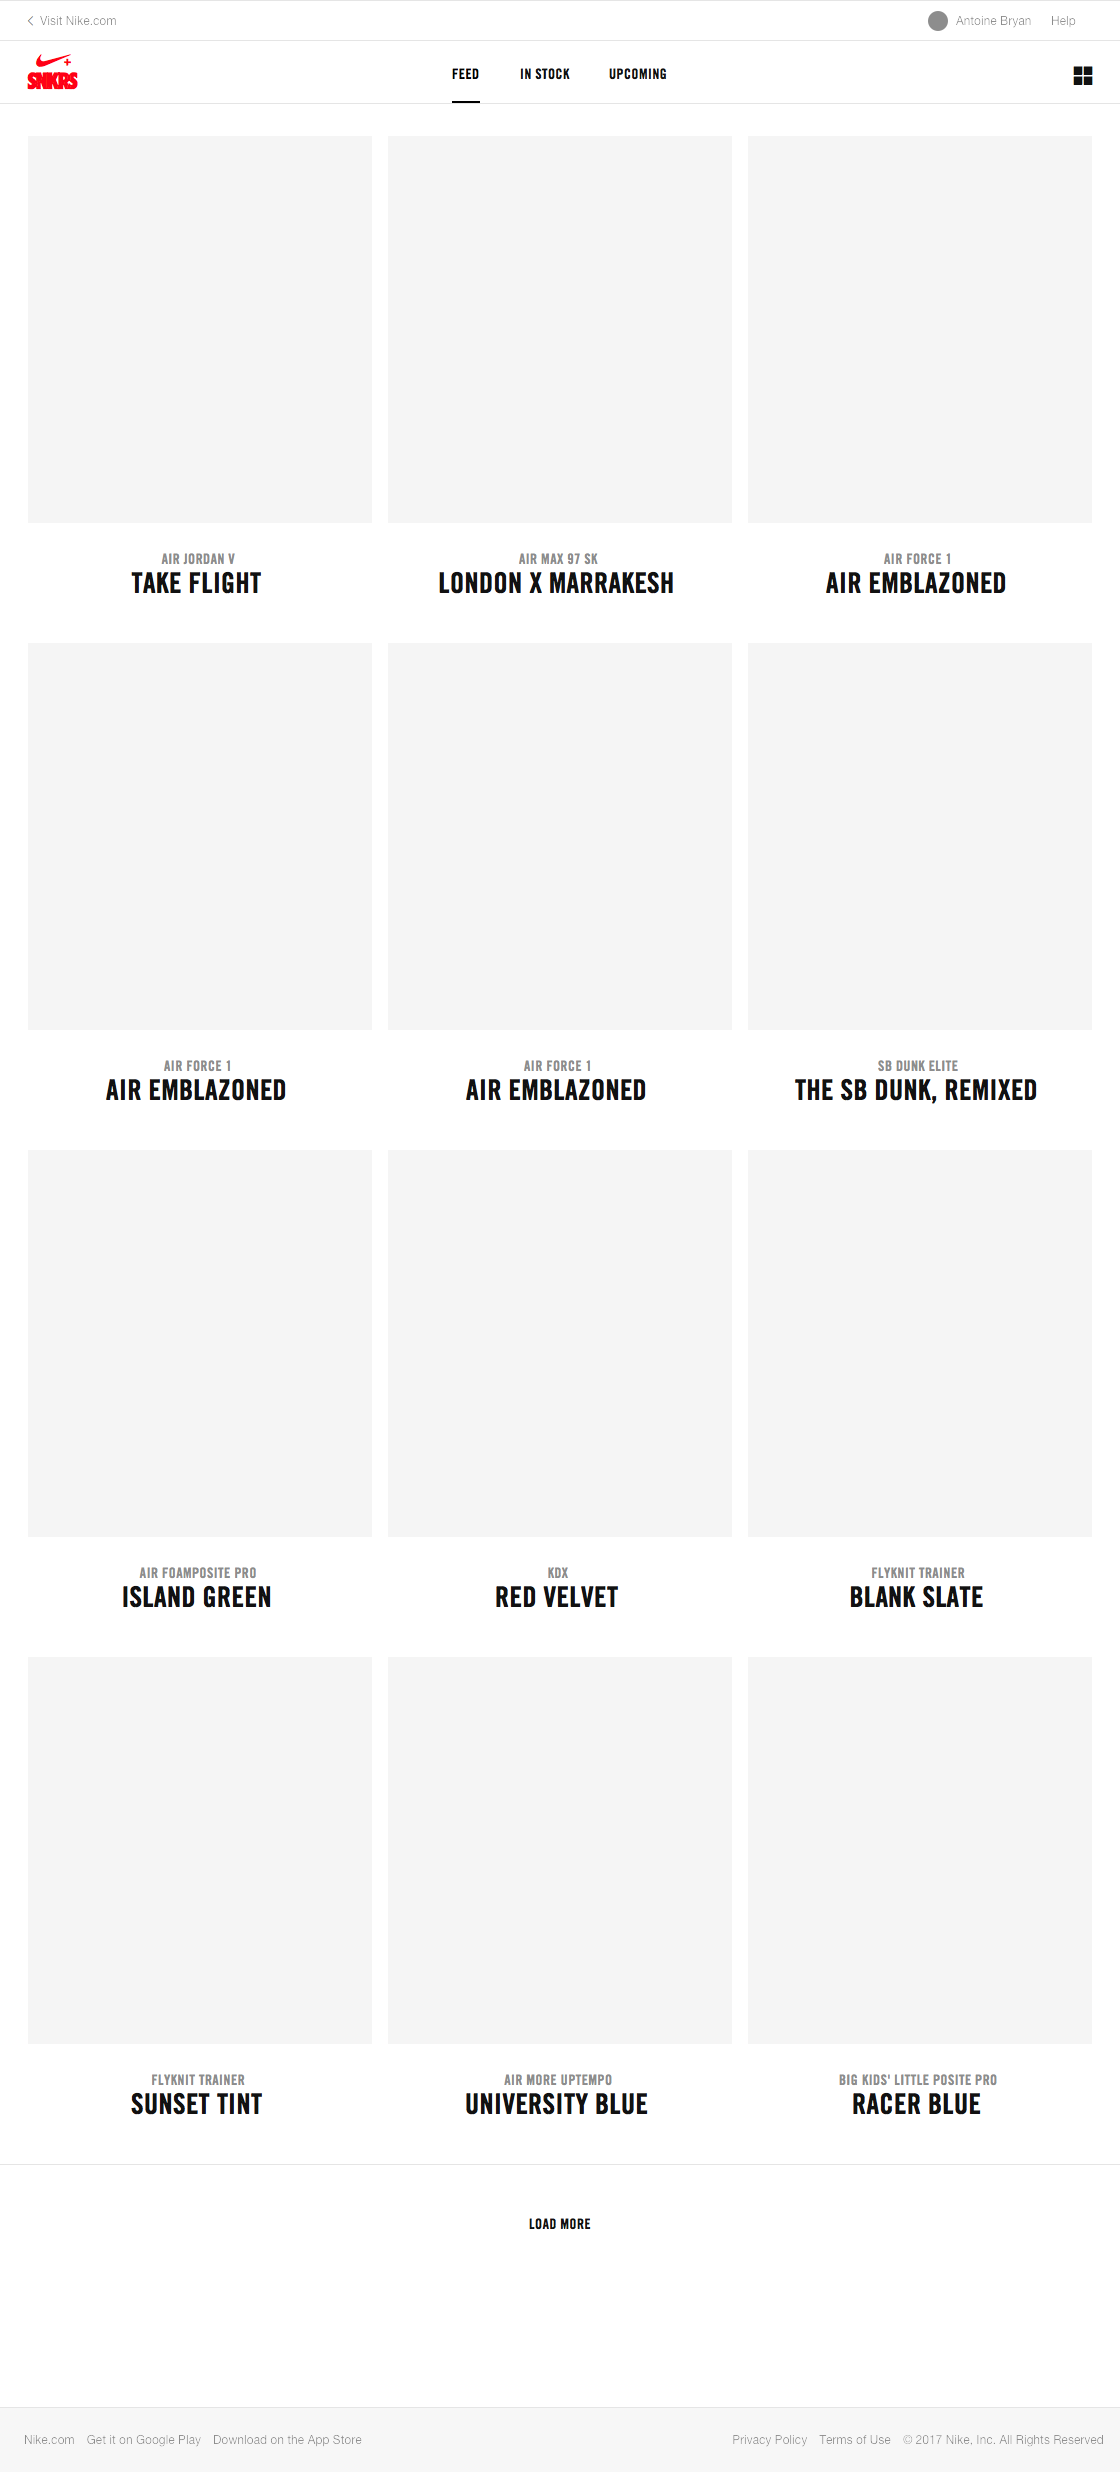 Visit Nike.com
Antoine Bryan Help
SNKRS
FEED IN STOCK UPCOMING
AIR JORDAN V
TAKE FLIGHT
AIR MAX 97 SK
LONDON X MARRAKESH
AIR FORCE 1
AIR EMBLAZONED
AIR FORCE 1
AIR EMBLAZONED
AIR FORCE 1
AIR EMBLAZONED
SB DUNK ELITE
THE SB DUNK, REMIXED
AIR FOAMPOSITE PRO
ISLAND GREEN
KDX
RED VELVET
FLYKNIT TRAINER
BLANK SLATE
FLYKNIT TRAINER
SUNSET TINT
AIR MORE UPTEMPO
UNIVERSITY BLUE
BIG KIDS' LITTLE POSITE PRO
RACER BLUE
LOAD MORE
Nike.com Get it on Google Play Download on the App Store
Privacy Policy Terms of Use © 2017 Nike, Inc. All Rights Reserved